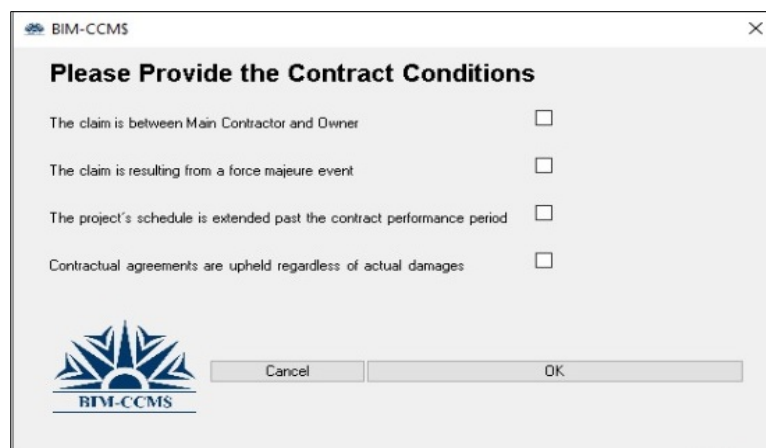 BIM-CCMS
Please Provide the Contract Conditions
The claim is between Main Contractor and Owner
The claim is resulting from a force majeure event
The project's schedule is extended past the contract performance period
Contractual agreements are upheld regardless of actual damages
Cancel OK
BIM-CCMS